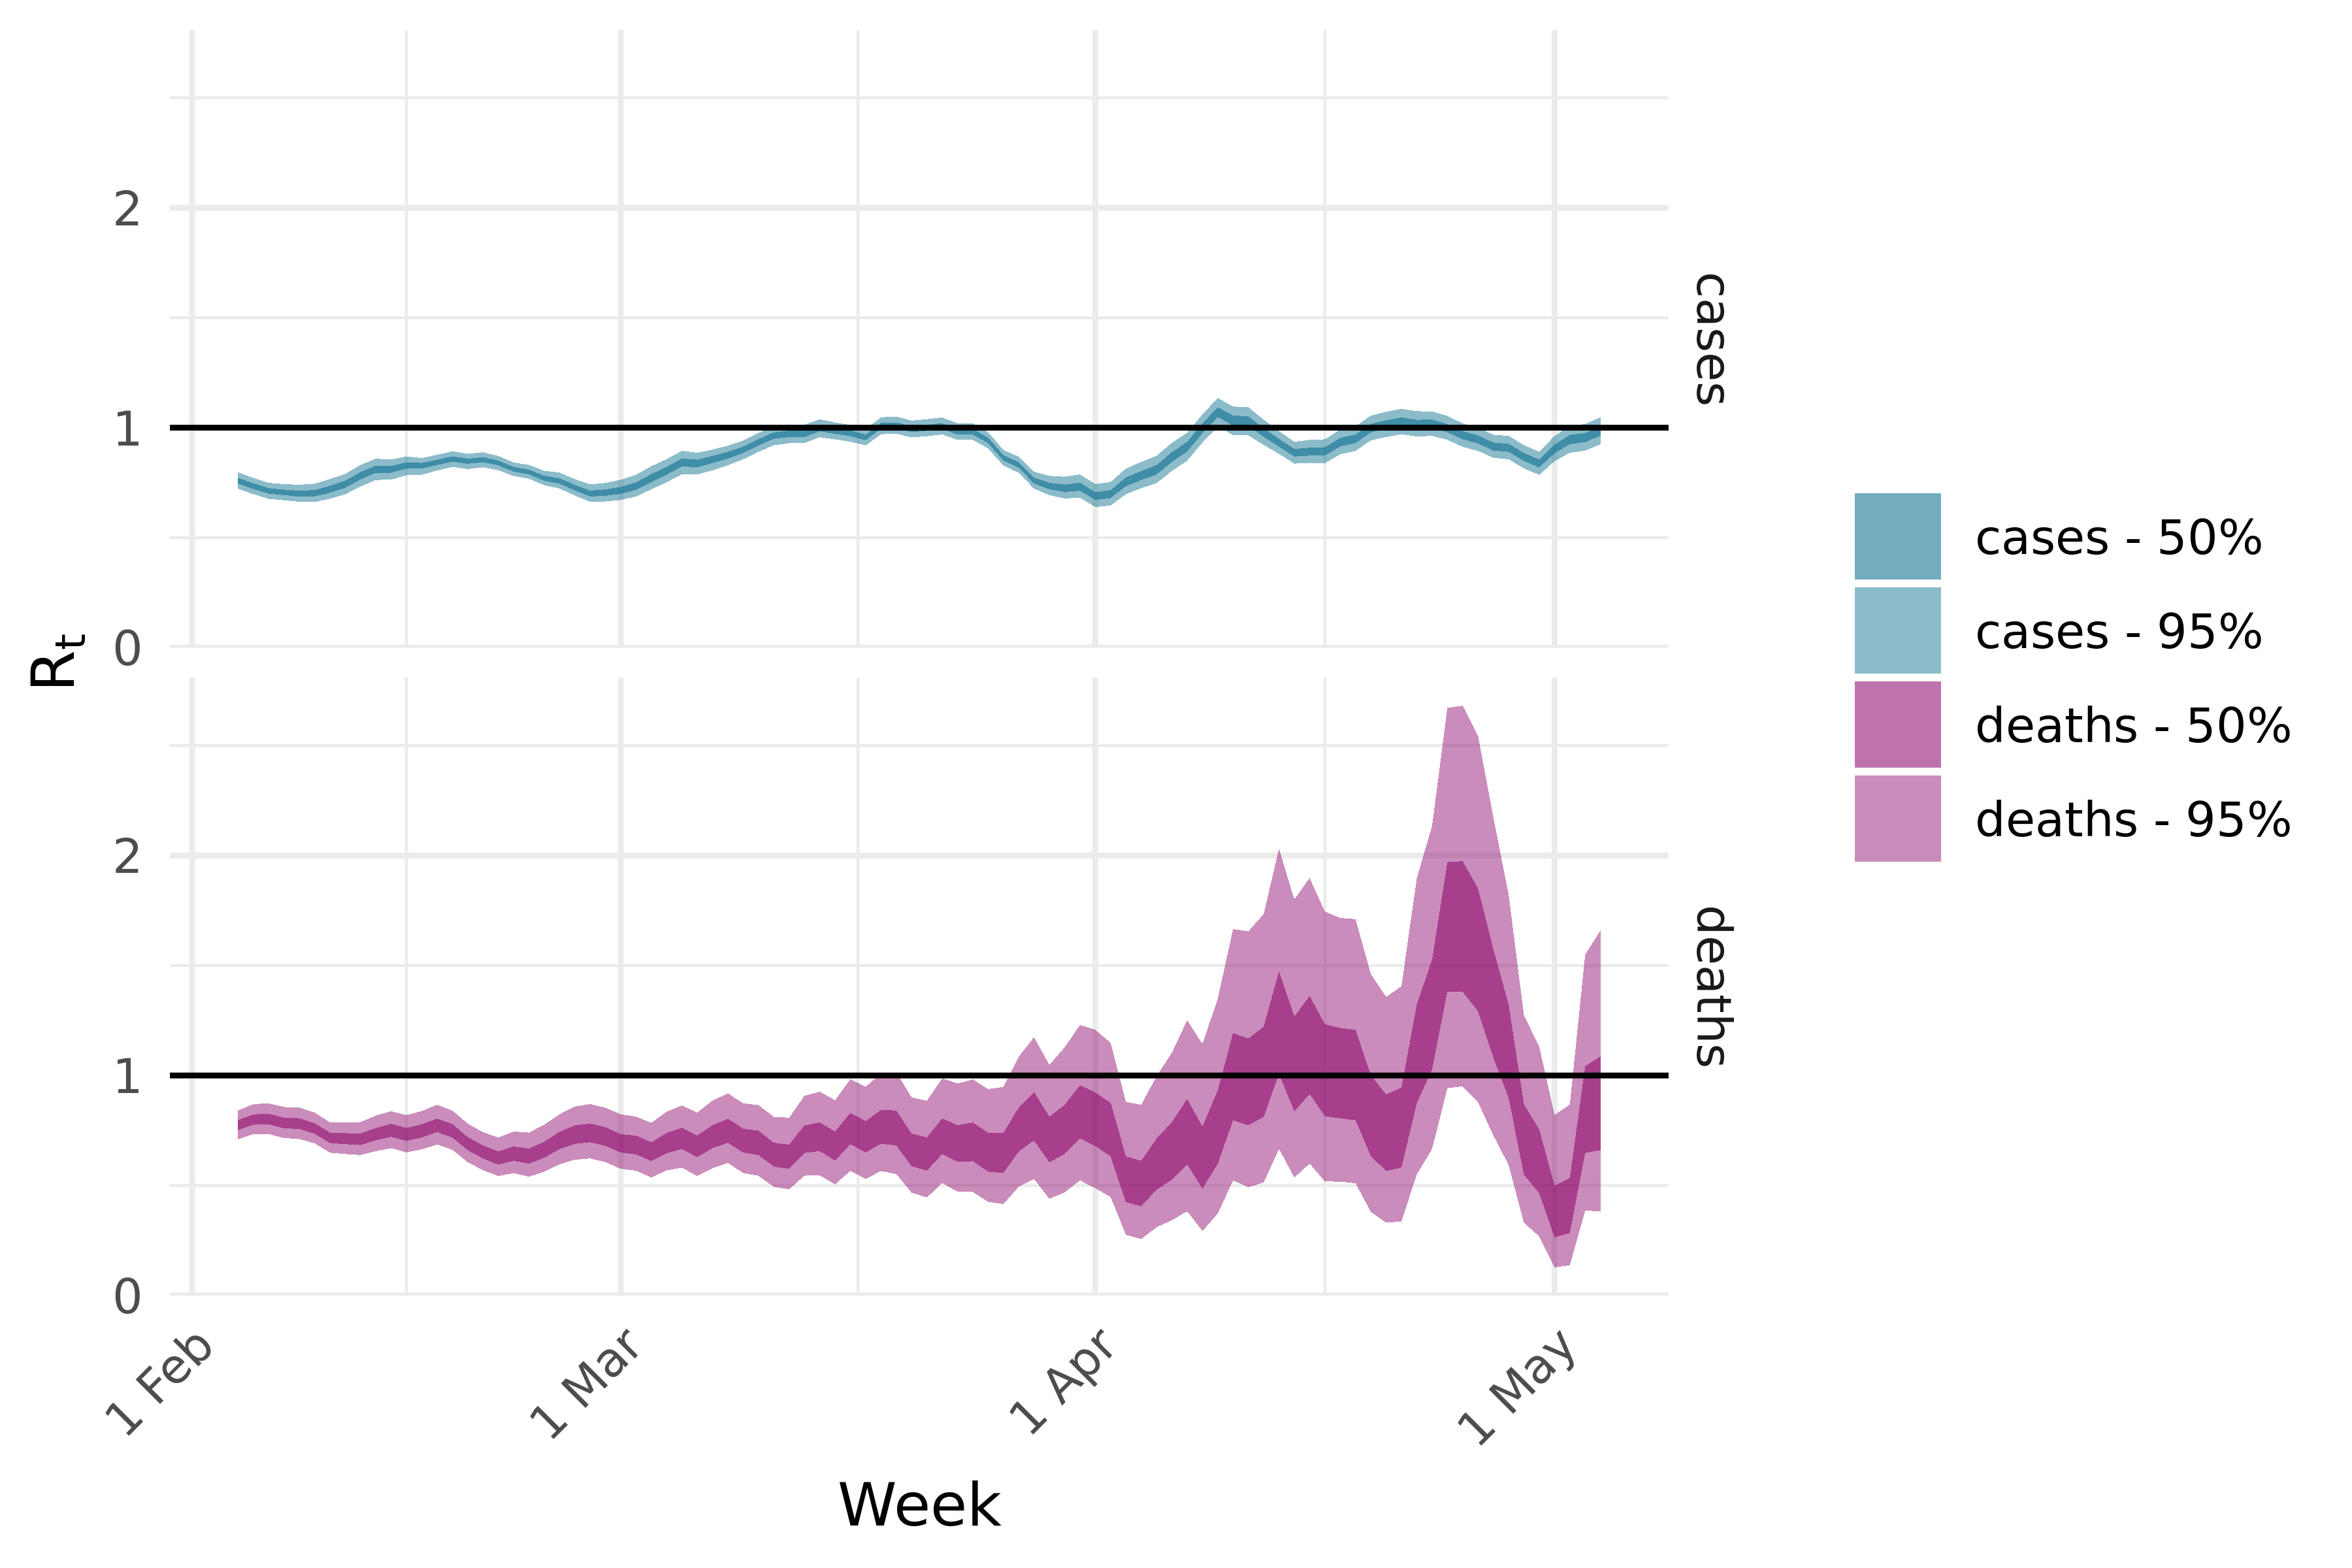 2
1
0
cases
R_t
2
1
0
deaths
1 Feb
1 Mar
1 Apr
1 May
Week
cases - 50%
cases - 95%
deaths - 50%
deaths - 95%